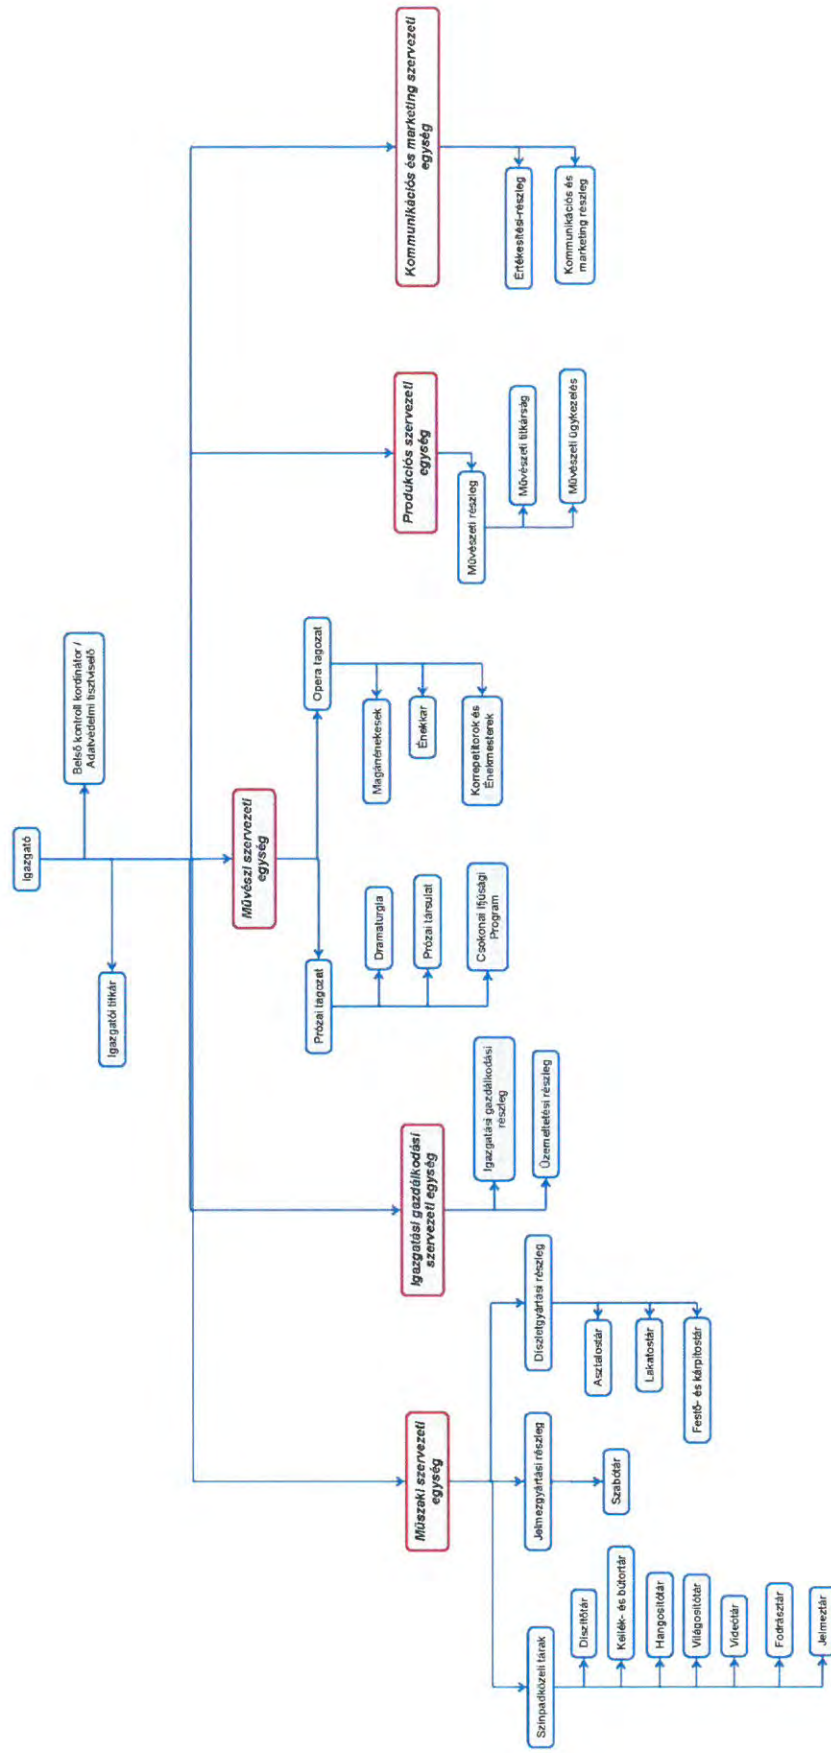 Igazgató
Belső kontroll kordinátor /
Adatvédelmi tisztviselő
Igazgatói titkár
Műszaki szervezeti
egység
Színpadközeli tárak
Díszítőtár
Kellék- és bútortár
Hangosítótár
Világosítótár
Videótár
Fodrásztár
Jelmeztár
Jelmezgyártási részleg
Szabótár
Díszletgyártási részleg
Asztalostár
Lakatostár
Festő- és kárpitostár
Igazgatási gazdálkodási
szervezeti egység
Igazgatási gazdálkodási
részleg
Üzemeltetési részleg
Művészi szervezeti
egység
Prózai tagozat
Dramaturgia
Prózai társulat
Csokonai Ifjúsági
Program
Opera tagozat
Magánénekesek
Énekkar
Korrepetitorok és
Énekmesterek
Produkciós szervezeti
egység
Művészeti részleg
Művészeti titkárság
Művészeti ügykezelés
Kommunikációs és marketing szervezeti
egység
Értékesítési-részleg
Kommunikációs és
marketing részleg